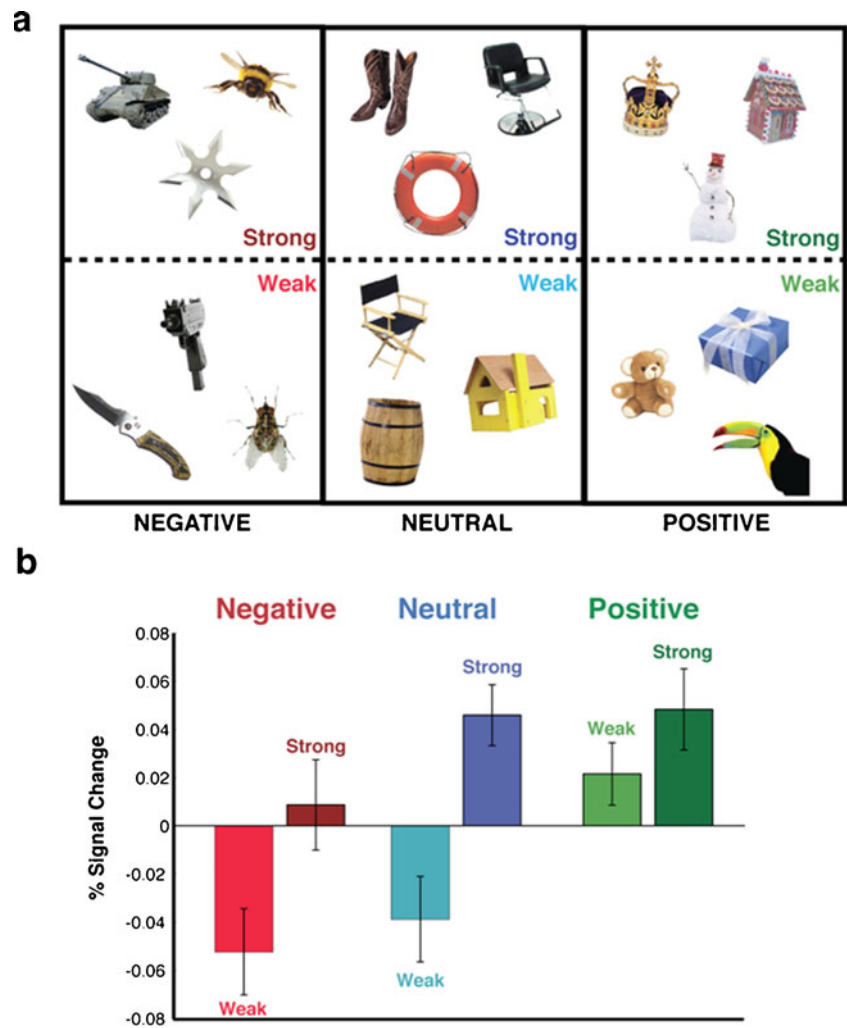 a
Strong
Strong
Strong
Weak
Weak
Weak
NEGATIVE
NEUTRAL
POSITIVE
b
Negative
Neutral
Positive
0.08
0.06
0.04
0.02
0
-0.02
-0.04
-0.06
-0.08
% Signal Change
Weak
Strong
Weak
Strong
Weak
Strong